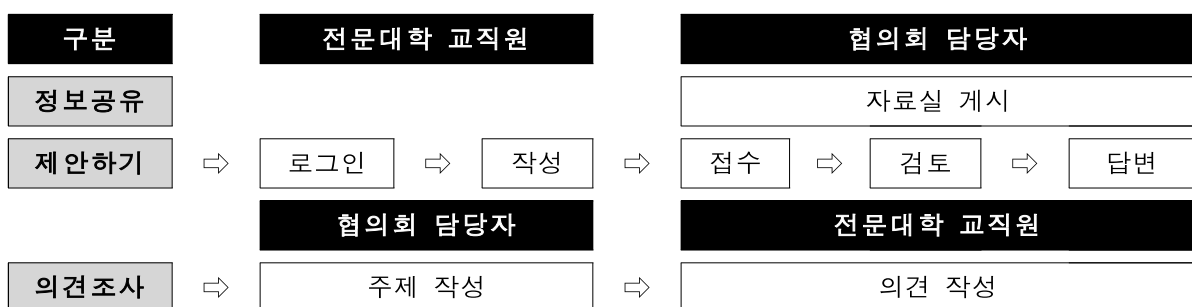 구분 전문대학 교직원 협의회 담당자
정보공유 자료실 게시
제안하기 ⇨ 로그인 ⇨ 작성 ⇨ 접수 ⇨ 검토 ⇨ 답변
협의회 담당자 전문대학 교직원
의견조사 ⇨ 주제 작성 ⇨ 의견 작성